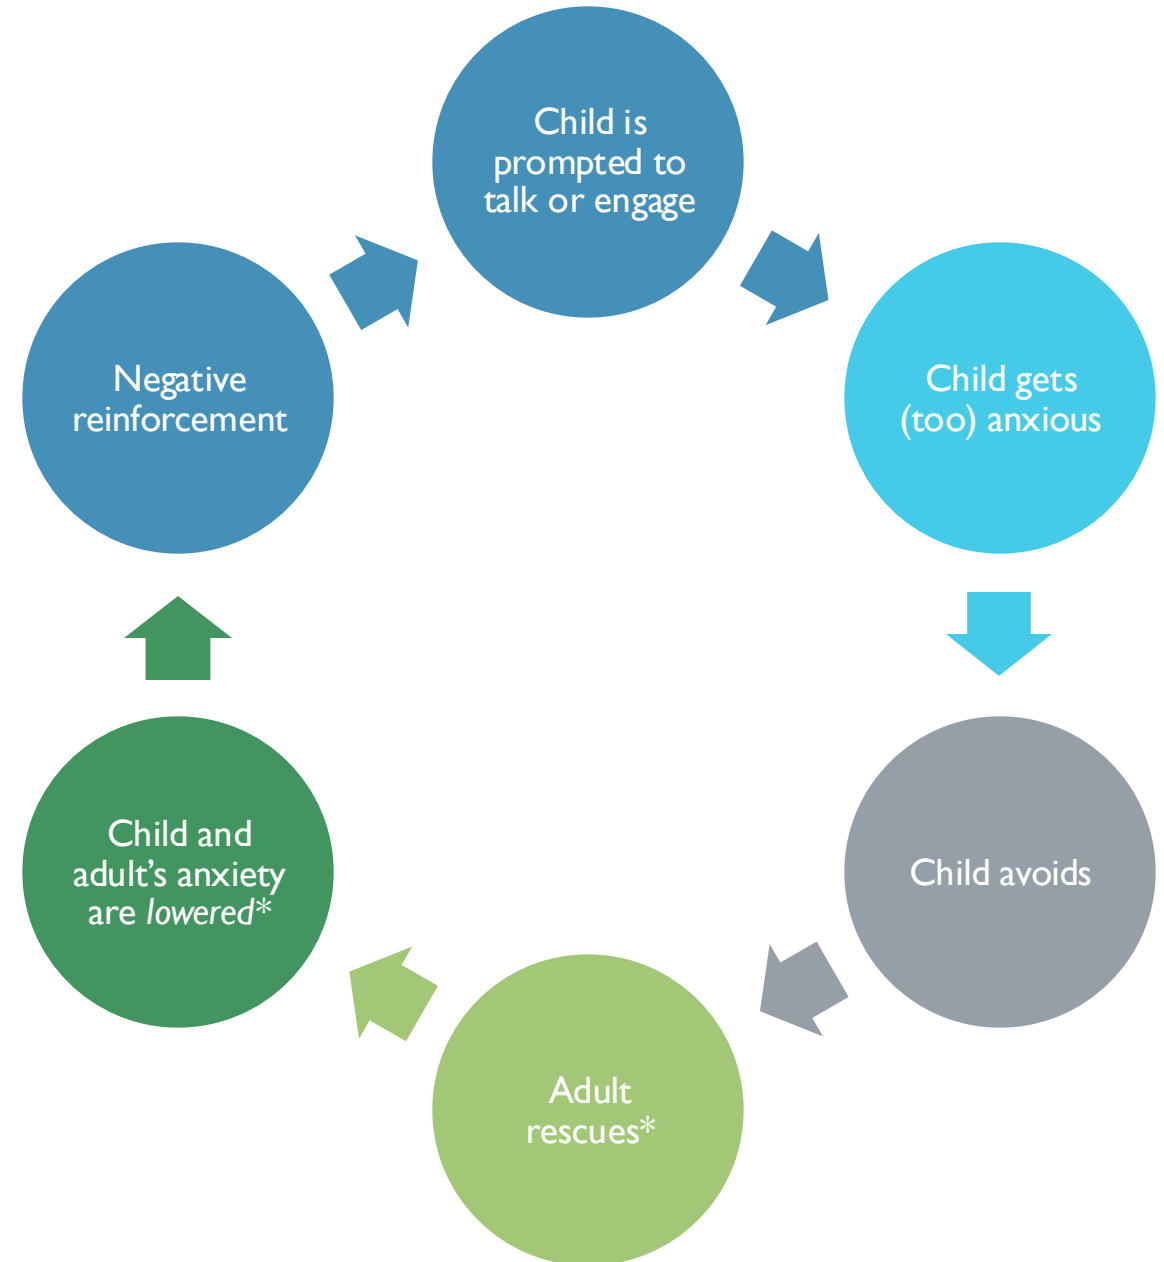 Child is
prompted to
talk or engage
Child gets
(too) anxious
Child avoids
Adult
rescues*
Child and
adult’s anxiety
are lowered*
Negative
reinforcement